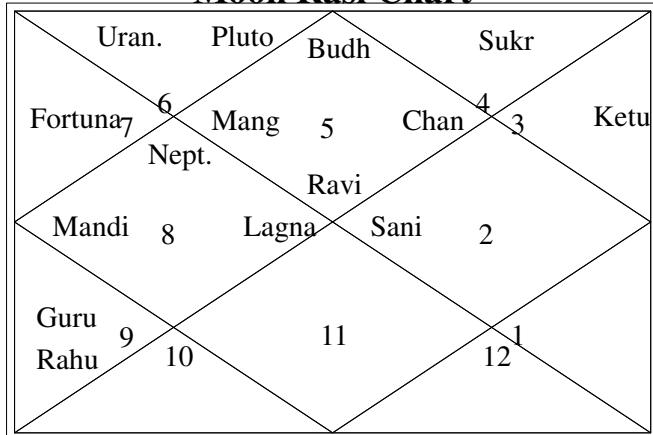 Moon Rasi Chart
Uran. Pluto Budh Sukr
6 4
Fortuna 7 Mang 5 Chan 3 Ketu
Nept.
Ravi
Mandi 8 Lagna Sani 2
Guru
9 11 1
Rahu 10 12